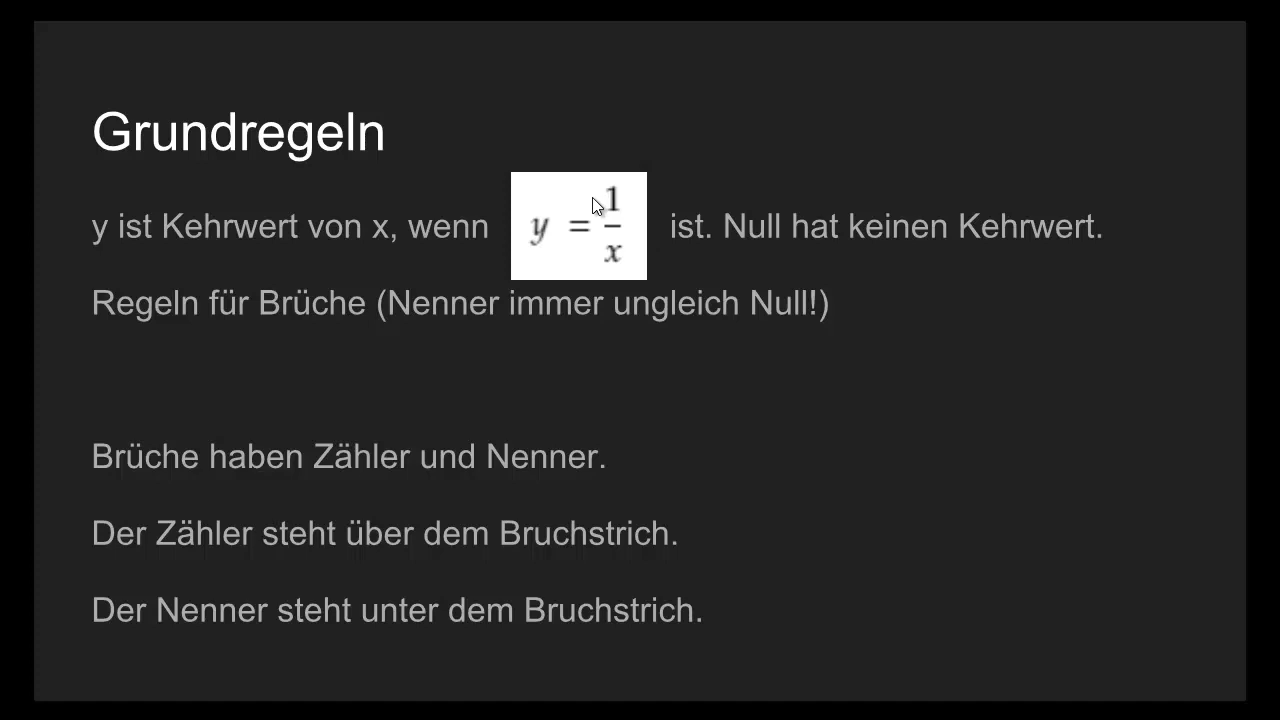 Grundregeln
y ist Kehrwert von x, wenn y = 1/x ist. Null hat keinen Kehrwert.
Regeln für Brüche (Nenner immer ungleich Null!)
Brüche haben Zähler und Nenner.
Der Zähler steht über dem Bruchstrich.
Der Nenner steht unter dem Bruchstrich.